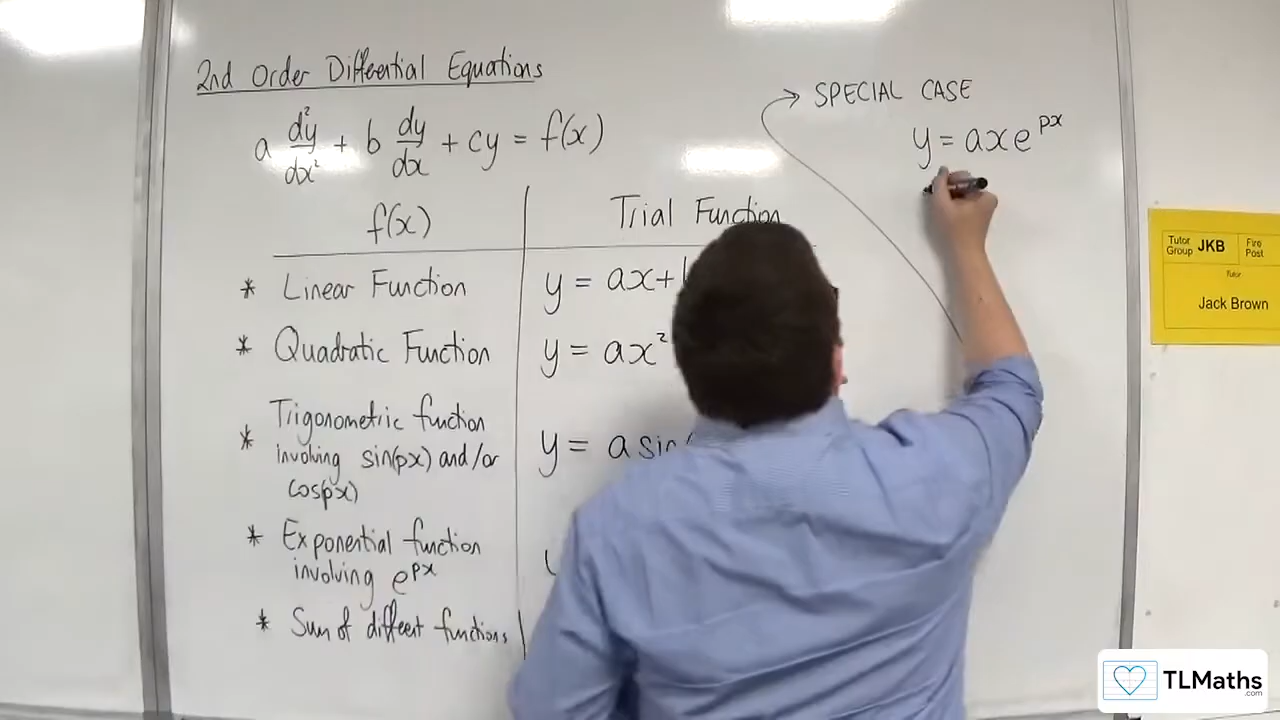 2nd Order Differential Equations
a d²y/dx² + b dy/dx + cy = f(x)
f(x)
Trial Function
* Linear Function
y = ax+
* Quadratic Function
y = ax²
* Trigonometric function
involving sin(px) and/or
cos(px)
y = a sin
* Exponential function
involving e^px
* Sum of different functions
SPECIAL CASE
y = axe^px
Tutor
Group JKB
Fire
Post
Tutor
Jack Brown
TLMaths
.com